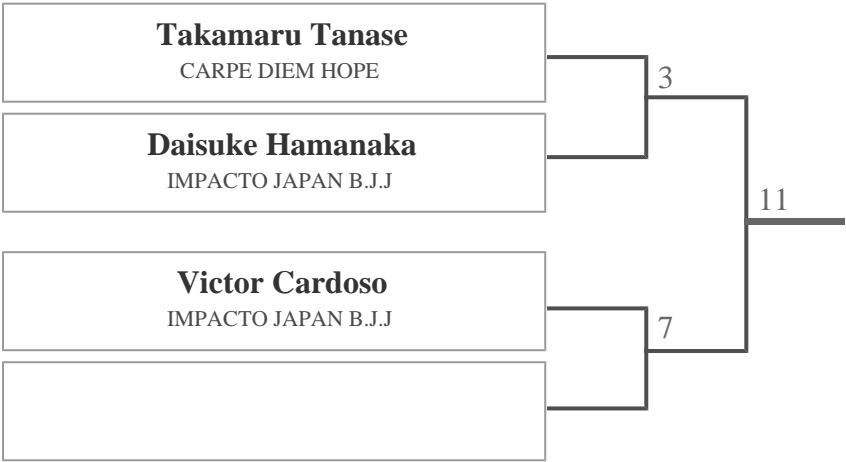 Takamaru Tanase
CARPE DIEM HOPE
3
Daisuke Hamanaka
IMPACTO JAPAN B.J.J
11
Victor Cardoso
IMPACTO JAPAN B.J.J
7